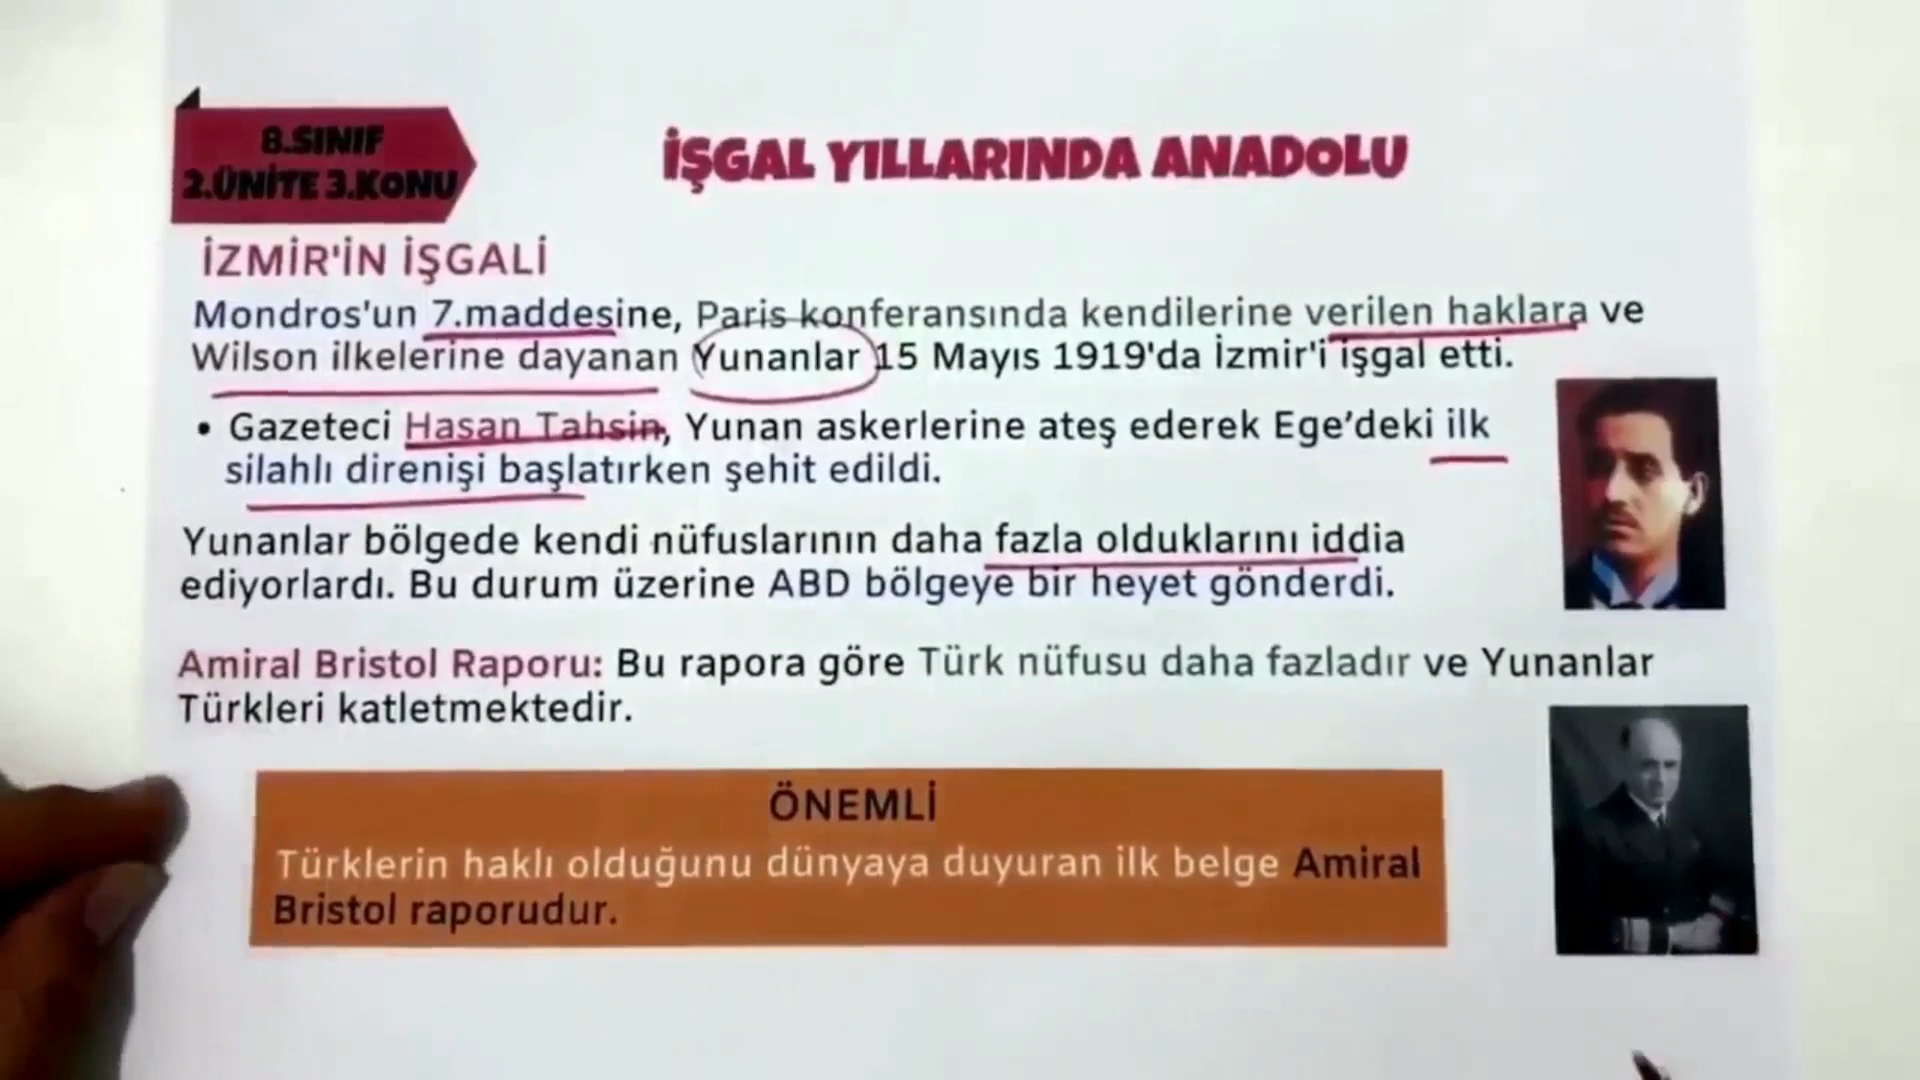 8.SINIF
2.ÜNİTE 3.KONU
İŞGAL YILLARINDA ANADOLU
İZMİR'İN İŞGALİ
Mondros'un 7.maddesine, Paris konferansında kendilerine verilen haklara ve
Wilson ilkelerine dayanan Yunanlar 15 Mayıs 1919'da İzmir'i işgal etti.
• Gazeteci Hasan Tahsin, Yunan askerlerine ateş ederek Ege’deki ilk
silahlı direnişi başlatırken şehit edildi.
Yunanlar bölgede kendi nüfuslarının daha fazla olduklarını iddia
ediyorlardı. Bu durum üzerine ABD bölgeye bir heyet gönderdi.
Amiral Bristol Raporu: Bu rapora göre Türk nüfusu daha fazladır ve Yunanlar
Türkleri katletmektedir.
ÖNEMLİ
Türklerin haklı olduğunu dünyaya duyuran ilk belge Amiral
Bristol raporudur.